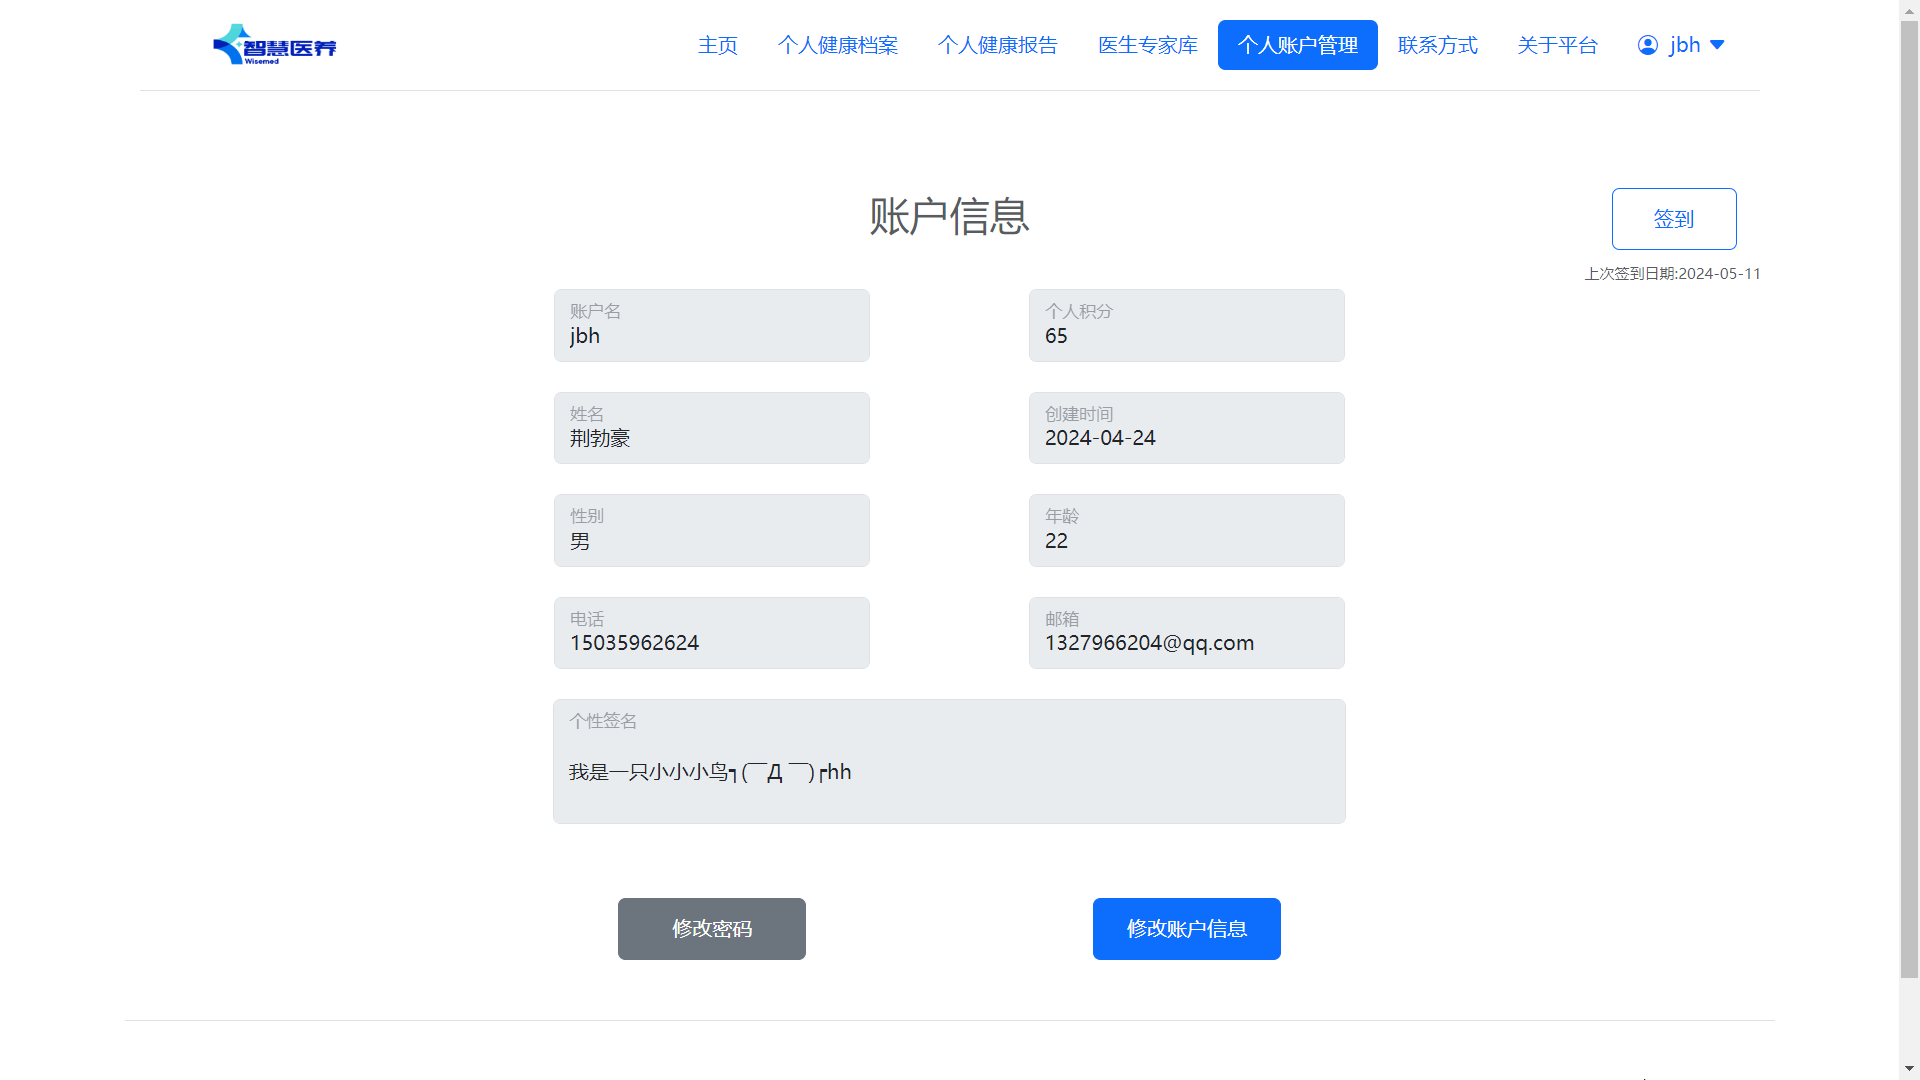 智慧医养
Wisemed
主页 个人健康档案 个人健康报告 医生专家库 个人账户管理 联系方式 关于平台 jbh
账户信息
签到
上次签到日期:2024-05-11
账户名
jbh
个人积分
65
姓名
荆勃豪
创建时间
2024-04-24
性别
男
年龄
22
电话
15035962624
邮箱
1327966204@qq.com
个性签名
我是一只小小小鸟┓(￣Д ￣)┏hh
修改密码
修改账户信息